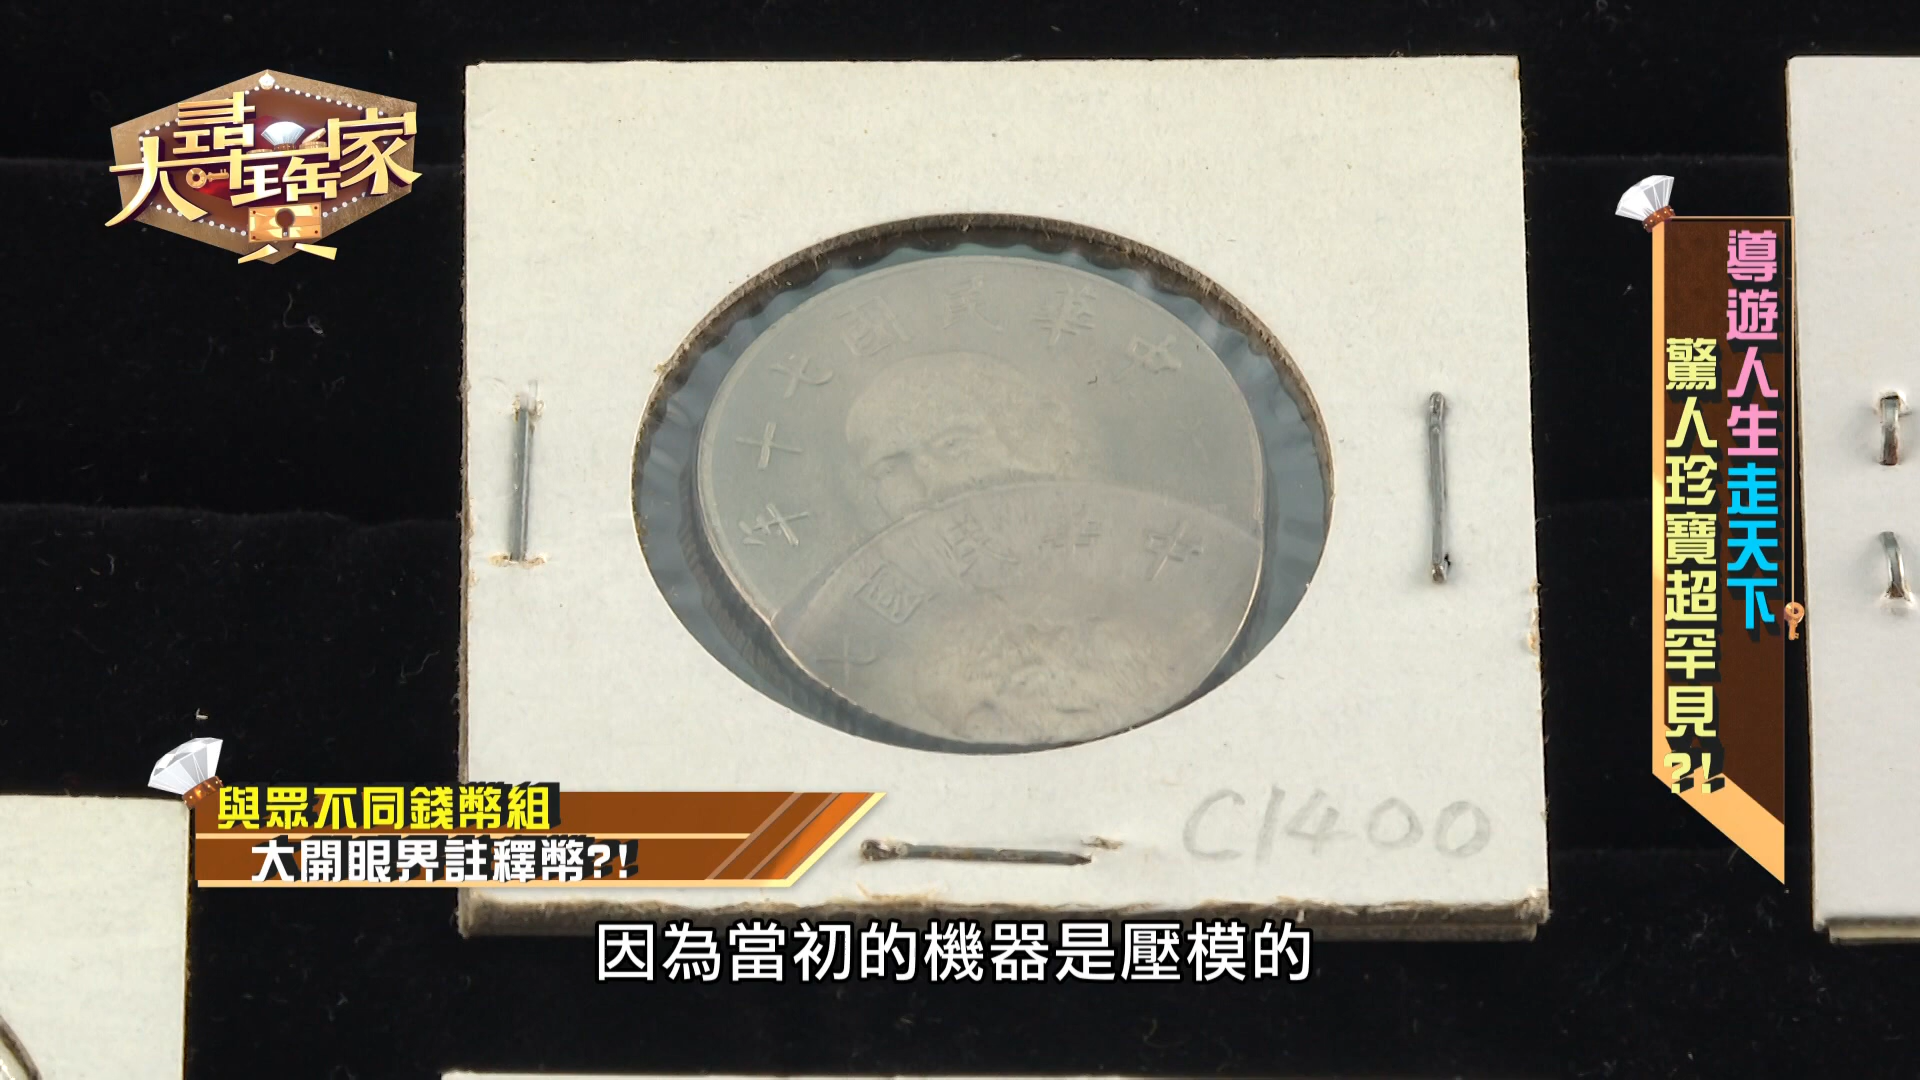 大尋寶家
導遊人生走天下
驚人珍寶超罕見?!
中華民國七十年
中華民國七
C1400
與眾不同錢幣組
大開眼界註釋幣?!
因為當初的機器是壓模的